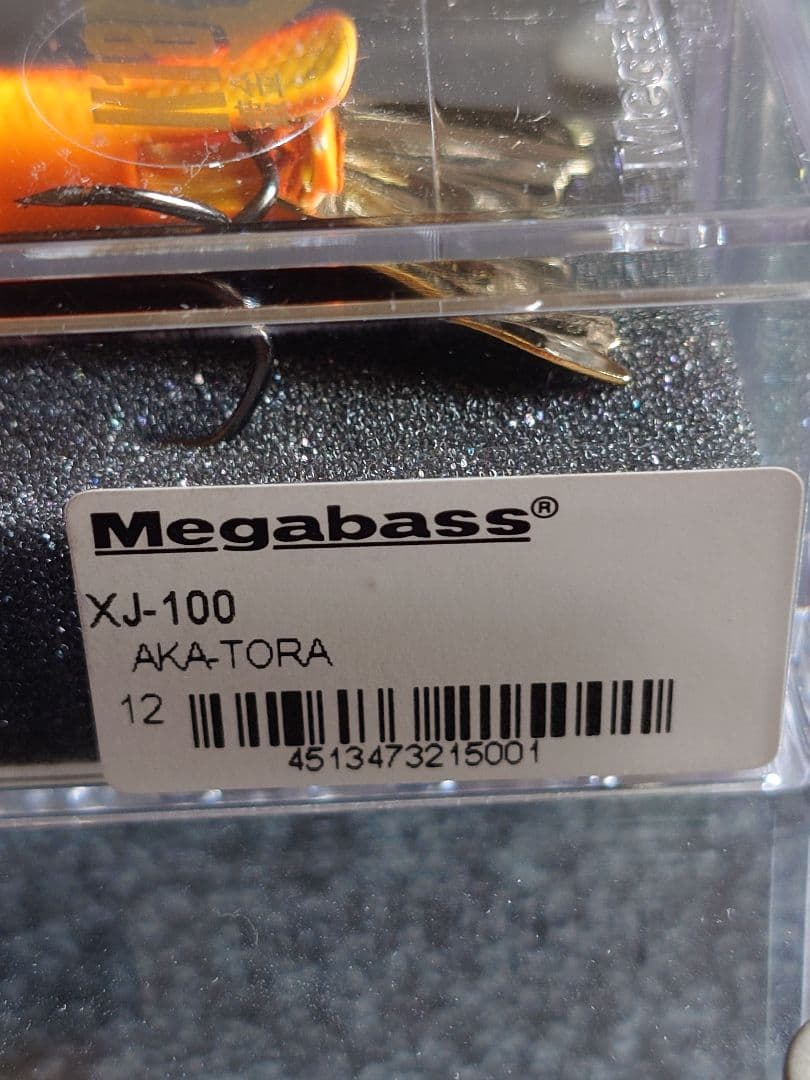 Megabass®
XJ-100
AKA-TORA
12
4513473215001